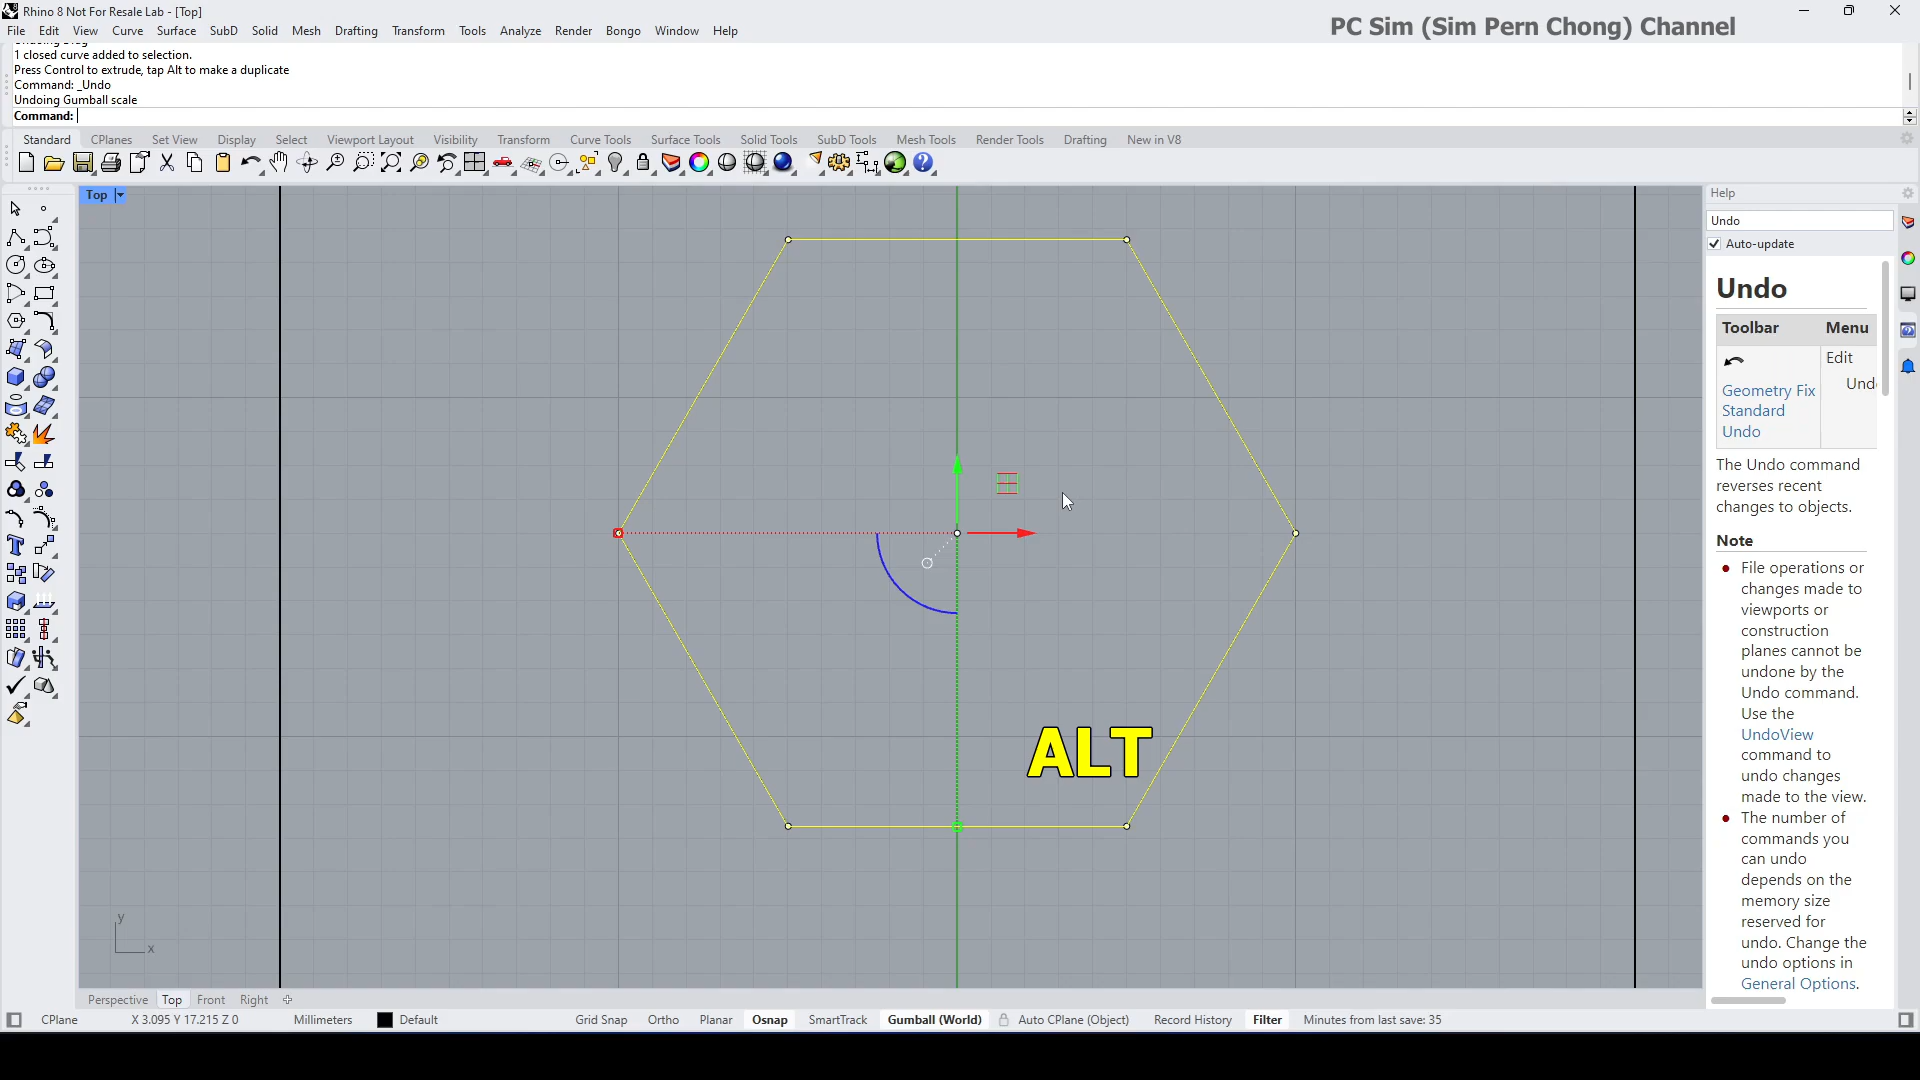 Rhino 8 Not For Resale Lab - [Top]
PC Sim (Sim Pern Chong) Channel
File Edit View Curve Surface SubD Solid Mesh Drafting Transform Tools Analyze Render Bongo Window Help
1 closed curve added to selection.
Press Control to extrude, tap Alt to make a duplicate
Command: _Undo
Undoing Gumball scale
Command:
Standard CPlanes Set View Display Select Viewport Layout Visibility Transform Curve Tools Surface Tools Solid Tools SubD Tools Mesh Tools Render Tools Drafting New in V8
Top
Help
Undo
Auto-update
Undo
Toolbar Menu
Edit
Geometry Fix
Standard
Undo
The Undo command
reverses recent
changes to objects.
Note
File operations or
changes made to
viewports or
construction
planes cannot be
undone by the
Undo command.
Use the
UndoView
command to
undo changes
made to the view.
The number of
commands you
can undo
depends on the
memory size
reserved for
undo. Change the
undo options in
General Options.
ALT
y
x
Perspective Top Front Right
CPlane X 3.095 Y 17.215 Z 0 Millimeters Default Grid Snap Ortho Planar Osnap SmartTrack Gumball (World) Auto CPlane (Object) Record History Filter Minutes from last save: 35